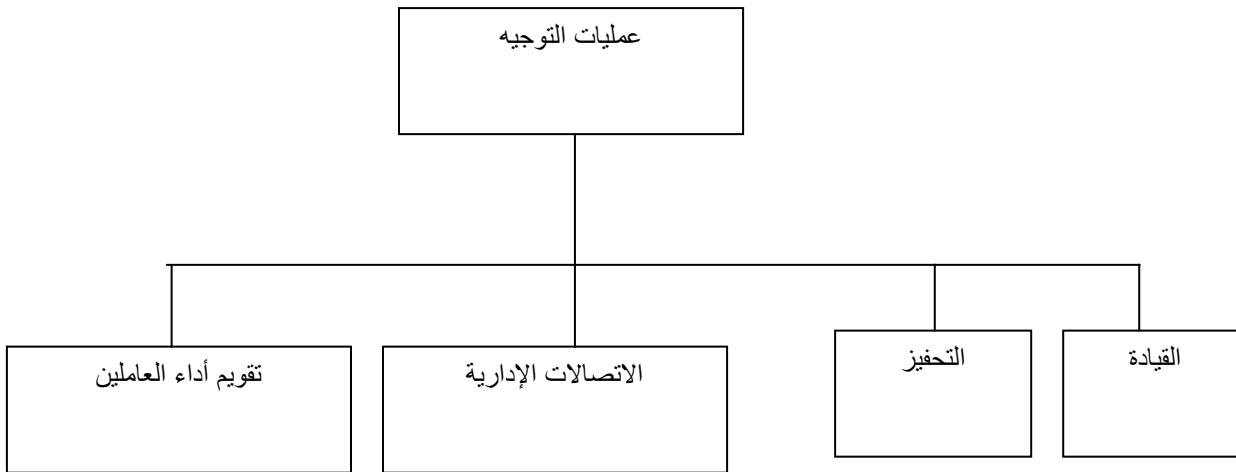 عمليات التوجيه
القيادة
التحفيز
الاتصالات الإدارية
تقويم أداء العاملين